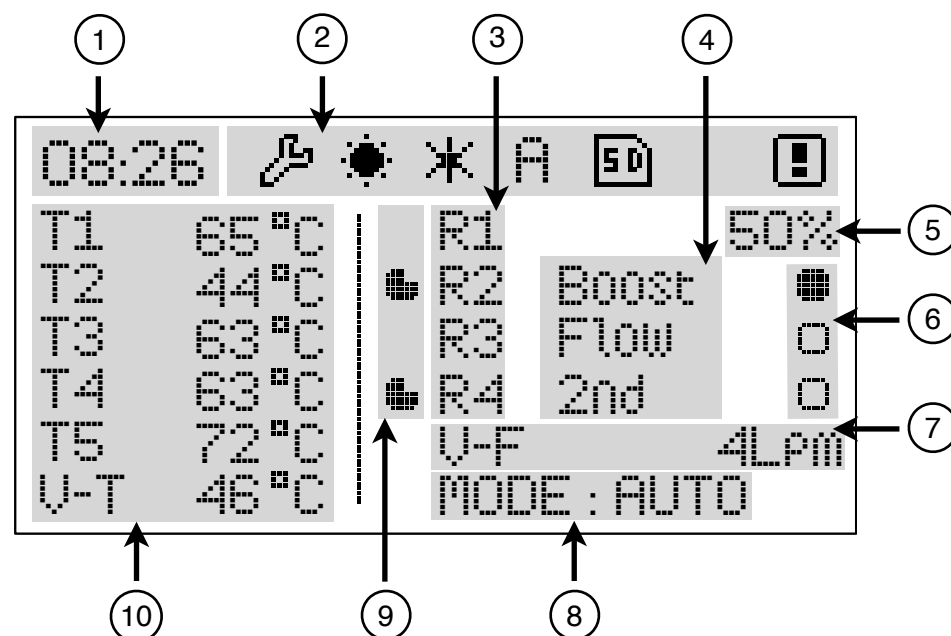 1 2 3 4
08:26 A SD
T1 65°C R1 50% 5
T2 44°C R2 Boost
T3 63°C R3 Flow 6
T4 63°C R4 2nd
T5 72°C V-F 4Lpm 7
V-T 46°C MODE : AUTO
10 9 8